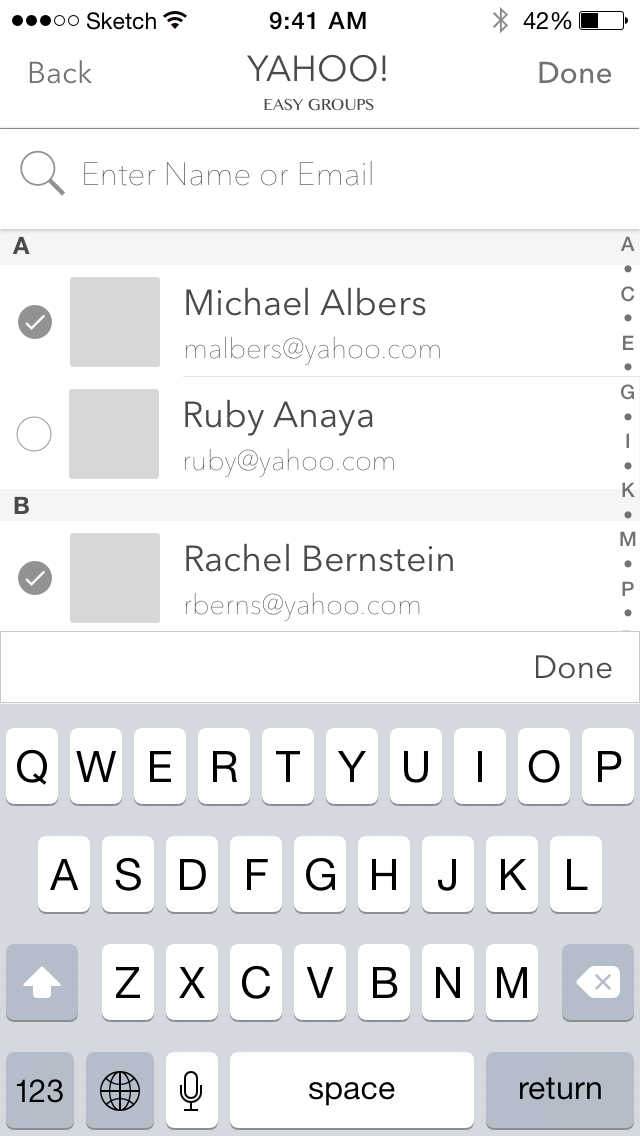 Sketch 9:41 AM 42%
Back YAHOO! Done
EASY GROUPS
Enter Name or Email
A
Michael Albers
malbers@yahoo.com
Ruby Anaya
ruby@yahoo.com
B
Rachel Bernstein
rberns@yahoo.com
A
C
E
G
I
K
M
P
Done
Q W E R T Y U I O P
A S D F G H J K L
Z X C V B N M
123 space return